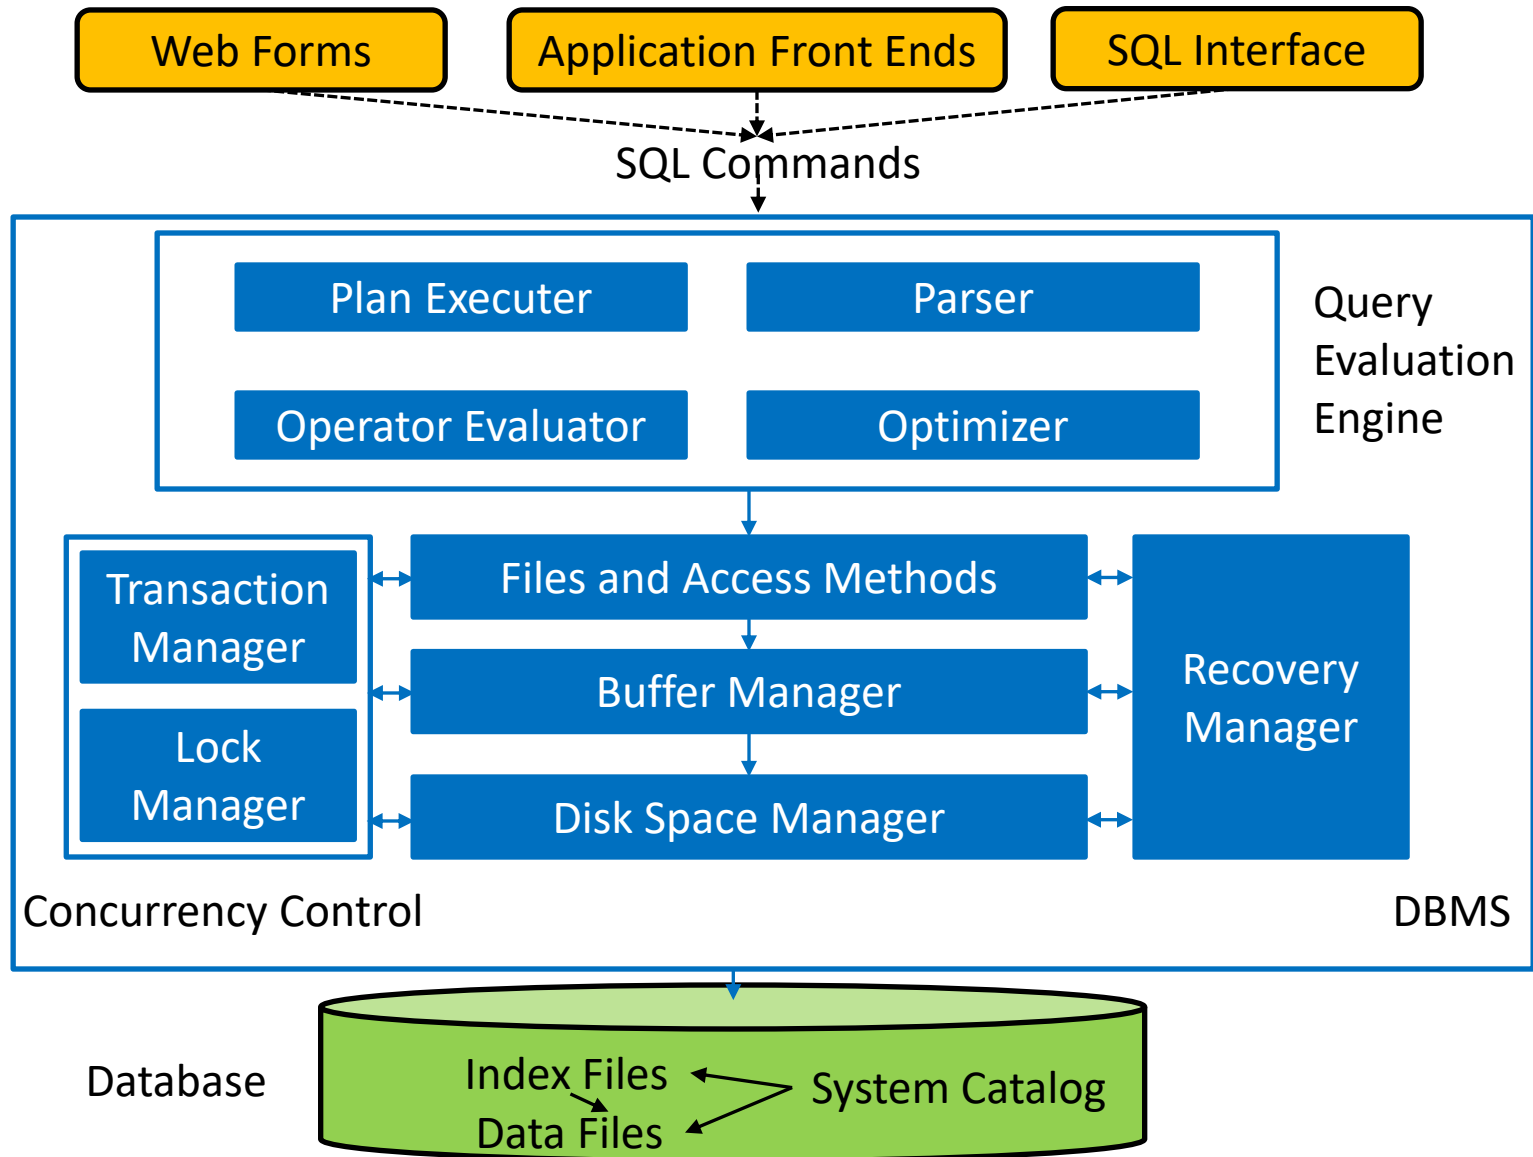 Web Forms
Application Front Ends
SQL Interface
SQL Commands
Plan Executer
Parser
Operator Evaluator
Optimizer
Query
Evaluation
Engine
Transaction
Manager
Lock
Manager
Files and Access Methods
Buffer Manager
Disk Space Manager
Recovery
Manager
Concurrency Control
DBMS
Database
Index Files
Data Files
System Catalog